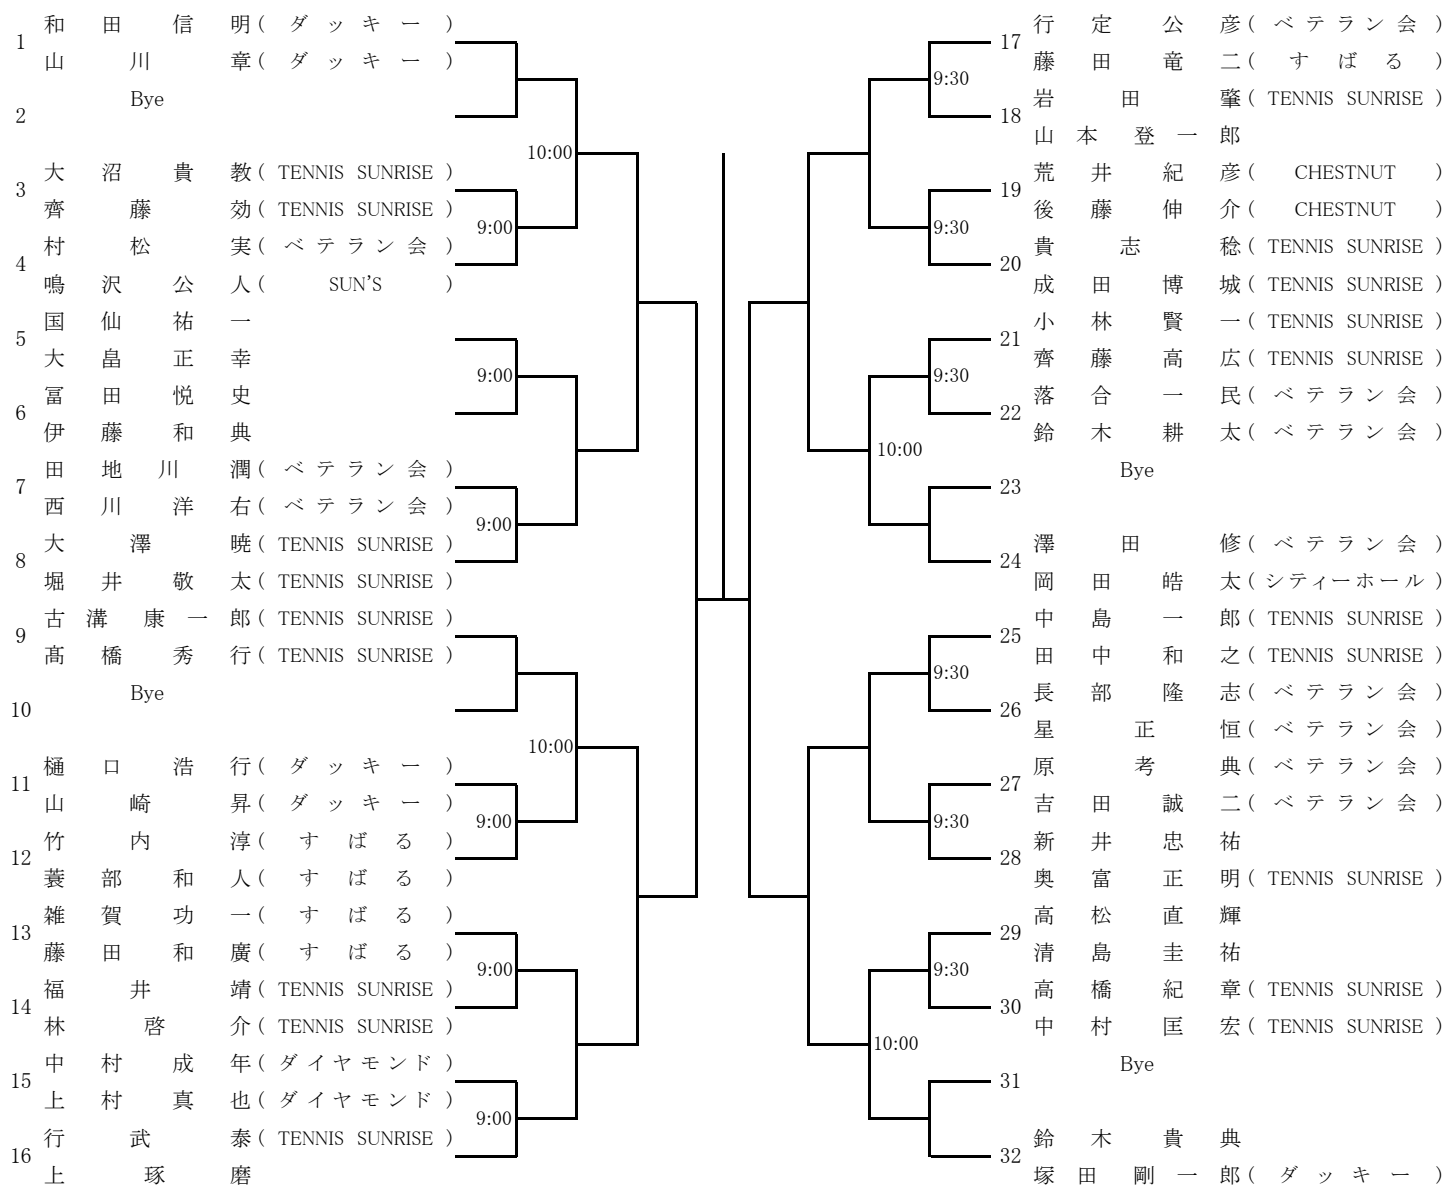 和田信明(ダッキー)
1
山川章(ダッキー)
Bye
2
10:00
大沼貴教(TENNIS SUNRISE)
3
齊藤効(TENNIS SUNRISE)
9:00
村松実(ベテラン会)
4
鳴沢公人(SUN'S)
国仙祐一
5
大畠正幸
9:00
冨田悦史
6
伊藤和典
田地川潤(ベテラン会)
7
西川洋右(ベテラン会)
9:00
大澤暁(TENNIS SUNRISE)
8
堀井敬太(TENNIS SUNRISE)
古溝康一郎(TENNIS SUNRISE)
9
髙橋秀行(TENNIS SUNRISE)
Bye
10
10:00
樋口浩行(ダッキー)
11
山崎昇(ダッキー)
9:00
竹内淳(すばる)
12
蓑部和人(すばる)
雑賀功一(すばる)
13
藤田和廣(すばる)
9:00
福井靖(TENNIS SUNRISE)
14
林啓介(TENNIS SUNRISE)
中村成年(ダイヤモンド)
15
上村真也(ダイヤモンド)
9:00
行武泰(TENNIS SUNRISE)
16
上琢磨
行定公彦(ベテラン会)
17
藤田竜二(すばる)
9:30
岩田肇(TENNIS SUNRISE)
18
山本登一郎
荒井紀彦(CHESTNUT)
19
後藤伸介(CHESTNUT)
9:30
貴志稔(TENNIS SUNRISE)
20
成田博城(TENNIS SUNRISE)
小林賢一(TENNIS SUNRISE)
21
齊藤高広(TENNIS SUNRISE)
9:30
落合一民(ベテラン会)
22
鈴木耕太(ベテラン会)
10:00
Bye
23
澤田修(ベテラン会)
24
岡田皓太(シティーホール)
中島一郎(TENNIS SUNRISE)
25
田中和之(TENNIS SUNRISE)
9:30
長部隆志(ベテラン会)
26
星正恒(ベテラン会)
原考典(ベテラン会)
27
吉田誠二(ベテラン会)
9:30
新井忠祐
28
奥富正明(TENNIS SUNRISE)
高松直輝
29
清島圭祐
9:30
高橋紀章(TENNIS SUNRISE)
30
中村匡宏(TENNIS SUNRISE)
10:00
Bye
31
鈴木貴典
32
塚田剛一郎(ダッキー)